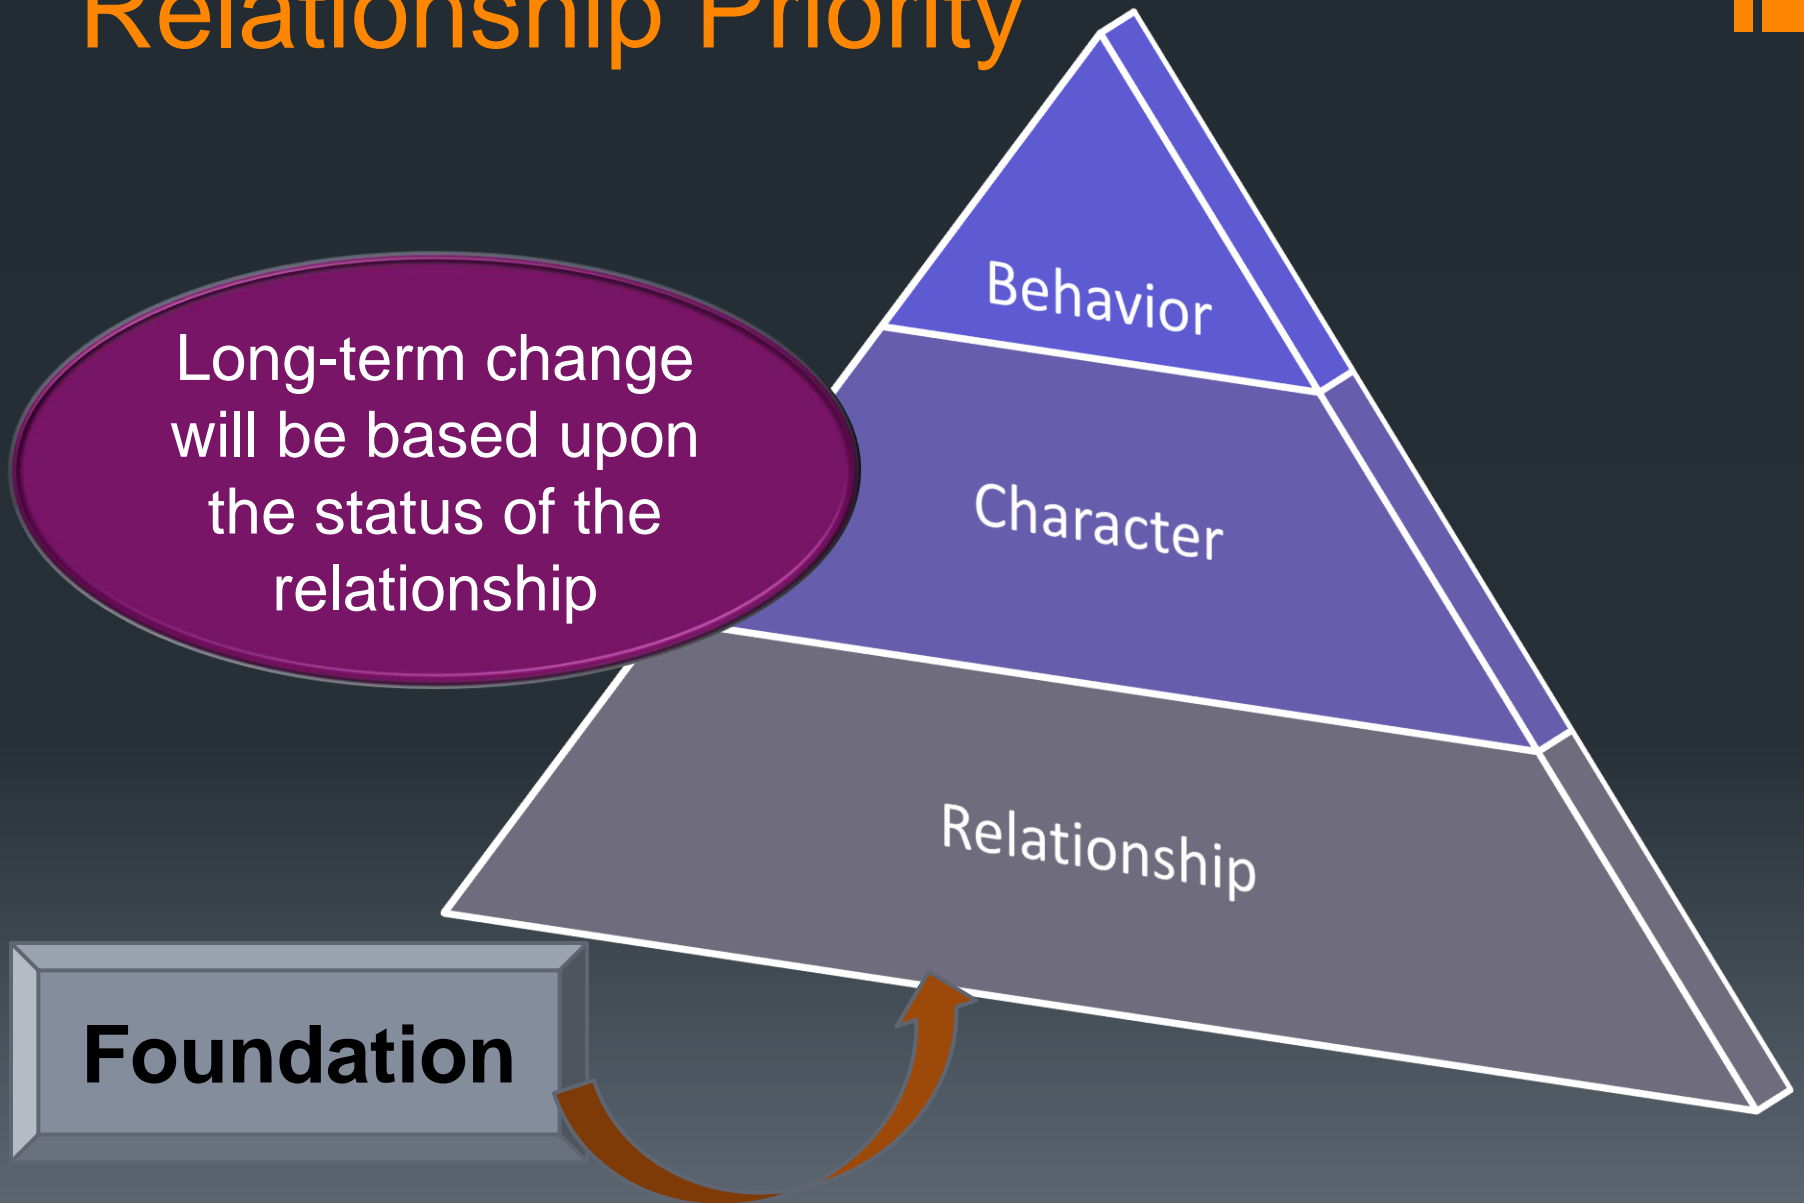 Relationship Priority
Behavior
Long-term change
will be based upon
the status of the
relationship
Character
Relationship
Foundation